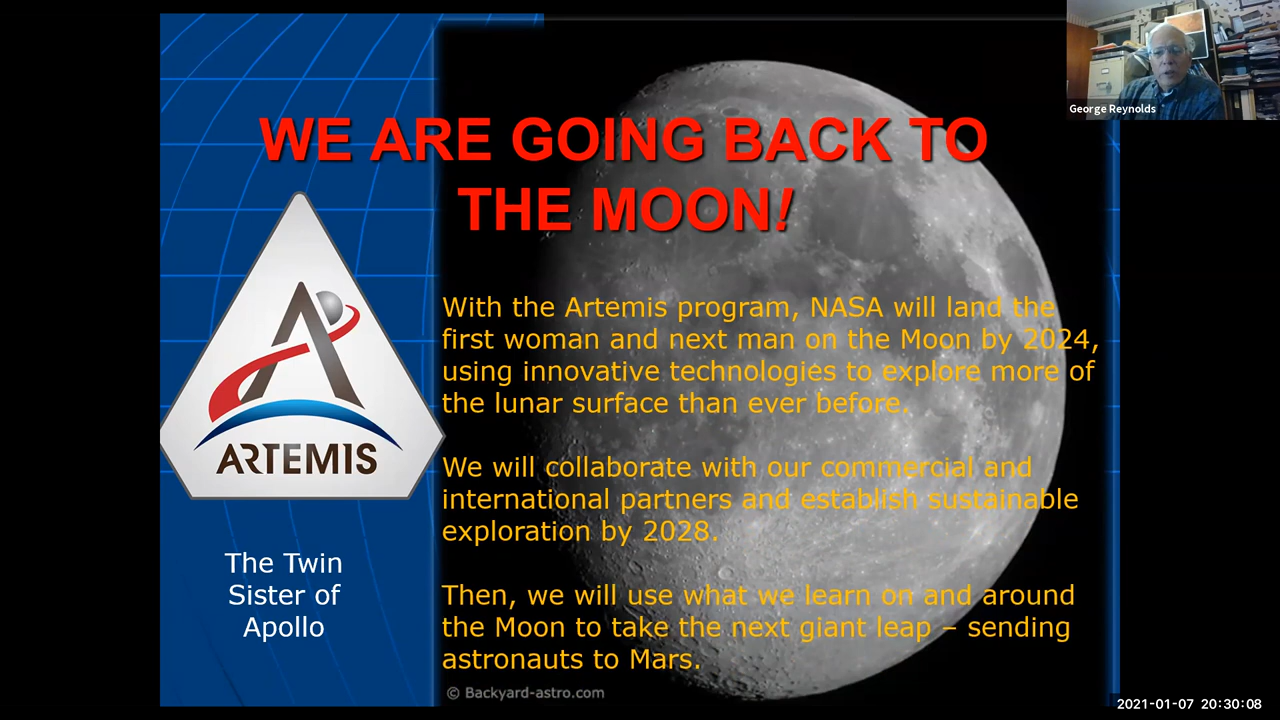 George Reynolds
WE ARE GOING BACK TO
THE MOON!
ARTEMIS
The Twin
Sister of
Apollo
With the Artemis program, NASA will land the
first woman and next man on the Moon by 2024,
using innovative technologies to explore more of
the lunar surface than ever before.
We will collaborate with our commercial and
international partners and establish sustainable
exploration by 2028.
Then, we will use what we learn on and around
the Moon to take the next giant leap – sending
astronauts to Mars.
© Backyard-astro.com
2021-01-07 20:30:08